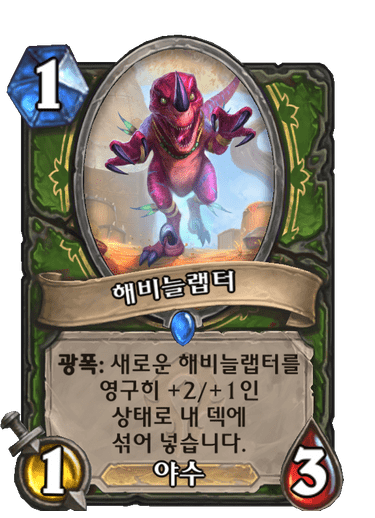 1
해비늘랩터
광폭: 새로운 해비늘랩터를
영구히 +2/+1인
상태로 내 덱에
섞어 넣습니다.
1
야수
3